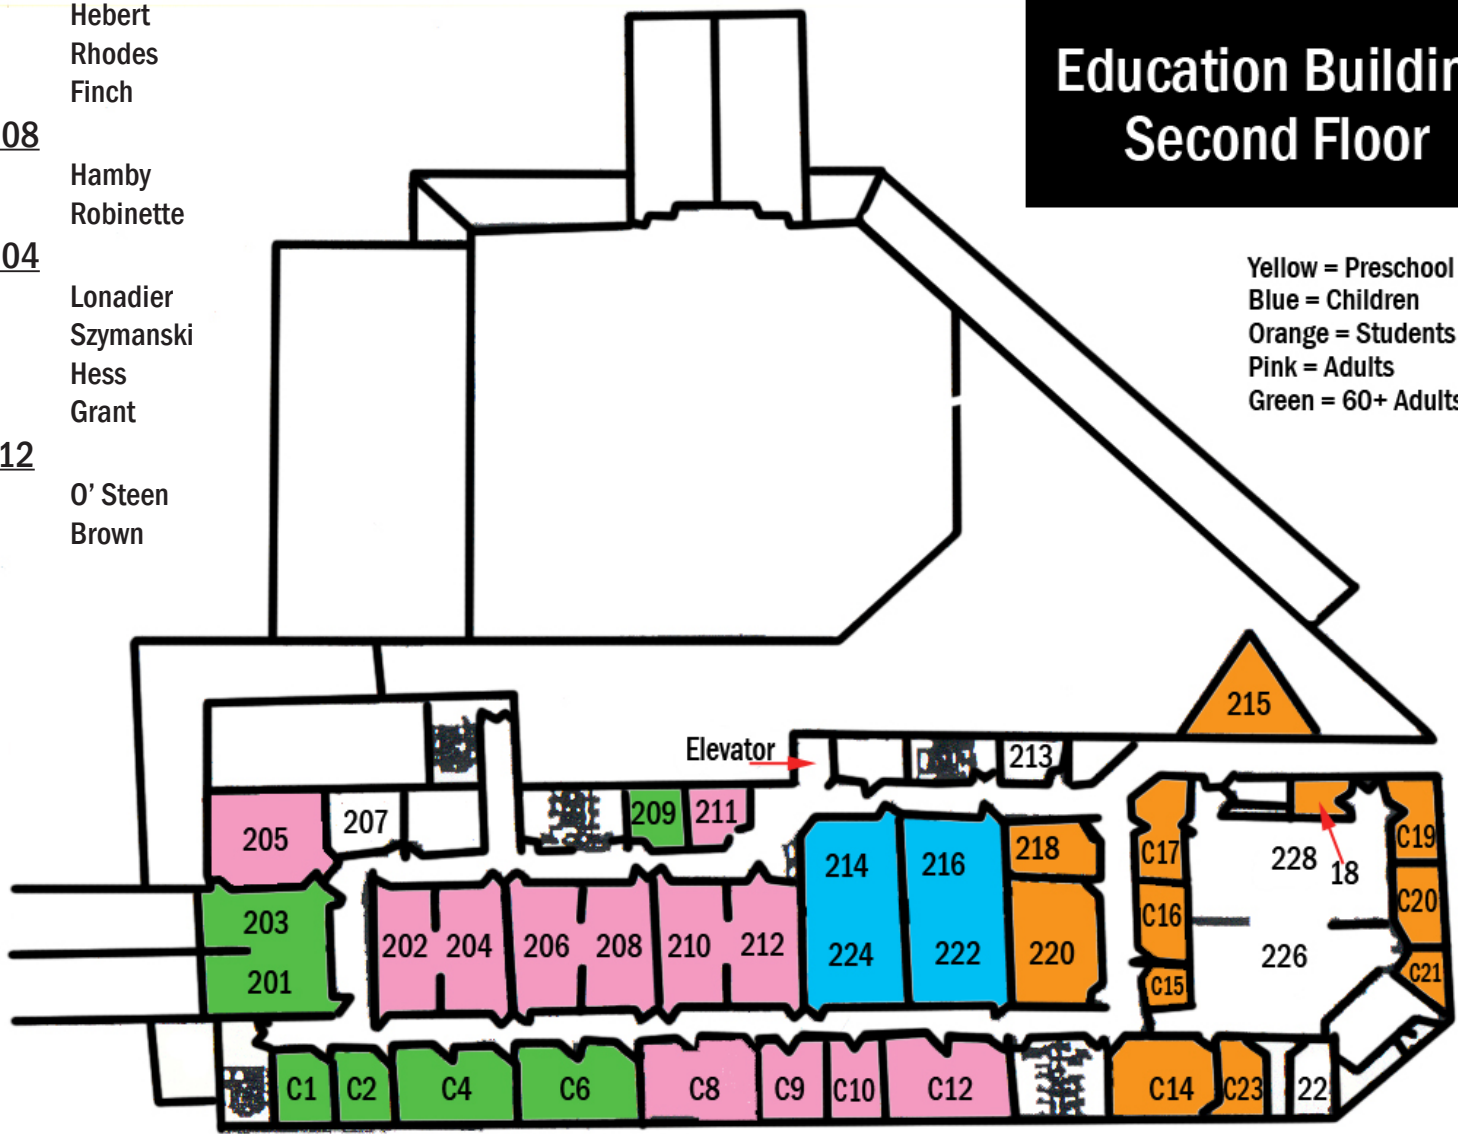 Hebert
Rhodes
Finch
08
Hamby
Robinette
04
Lonadier
Szymanski
Hess
Grant
12
O' Steen
Brown
Education Buildin
Second Floor
Yellow = Preschool
Blue = Children
Orange = Students
Pink = Adults
Green = 60+ Adults
215
Elevator
213
205
207
209
211
214
216
218
C17
228
18
C19
203
201
202
204
206
208
210
212
224
222
220
C16
C15
226
C20
C21
C1
C2
C4
C6
C8
C9
C10
C12
C14
C23
22